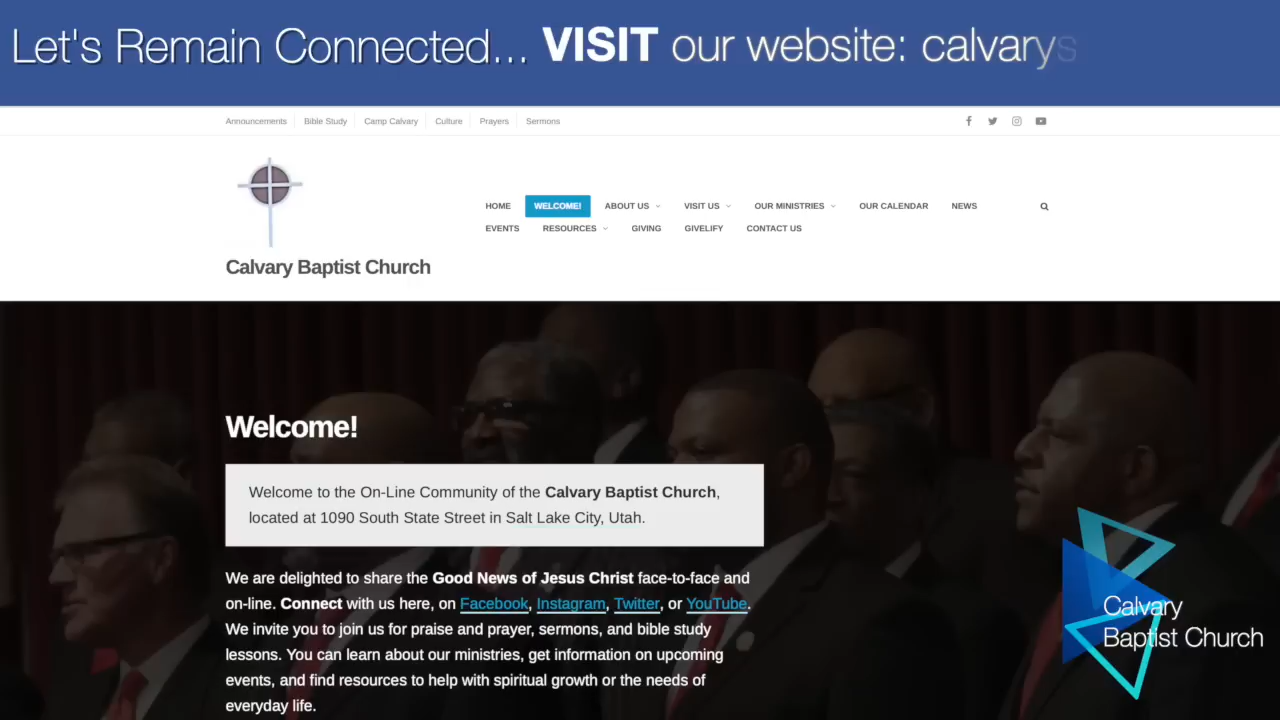 Let's Remain Connected... VISIT our website: calvarys
Announcements Bible Study Camp Calvary Culture Prayers Sermons
HOME WELCOME! ABOUT US VISIT US OUR MINISTRIES OUR CALENDAR NEWS
EVENTS RESOURCES GIVING GIVELIFY CONTACT US
Calvary Baptist Church
Welcome!
Welcome to the On-Line Community of the Calvary Baptist Church,
located at 1090 South State Street in Salt Lake City, Utah.
We are delighted to share the Good News of Jesus Christ face-to-face and
on-line. Connect with us here, on Facebook, Instagram, Twitter, or YouTube.
We invite you to join us for praise and prayer, sermons, and bible study
lessons. You can learn about our ministries, get information on upcoming
events, and find resources to help with spiritual growth or the needs of
everyday life.
Calvary
Baptist Church